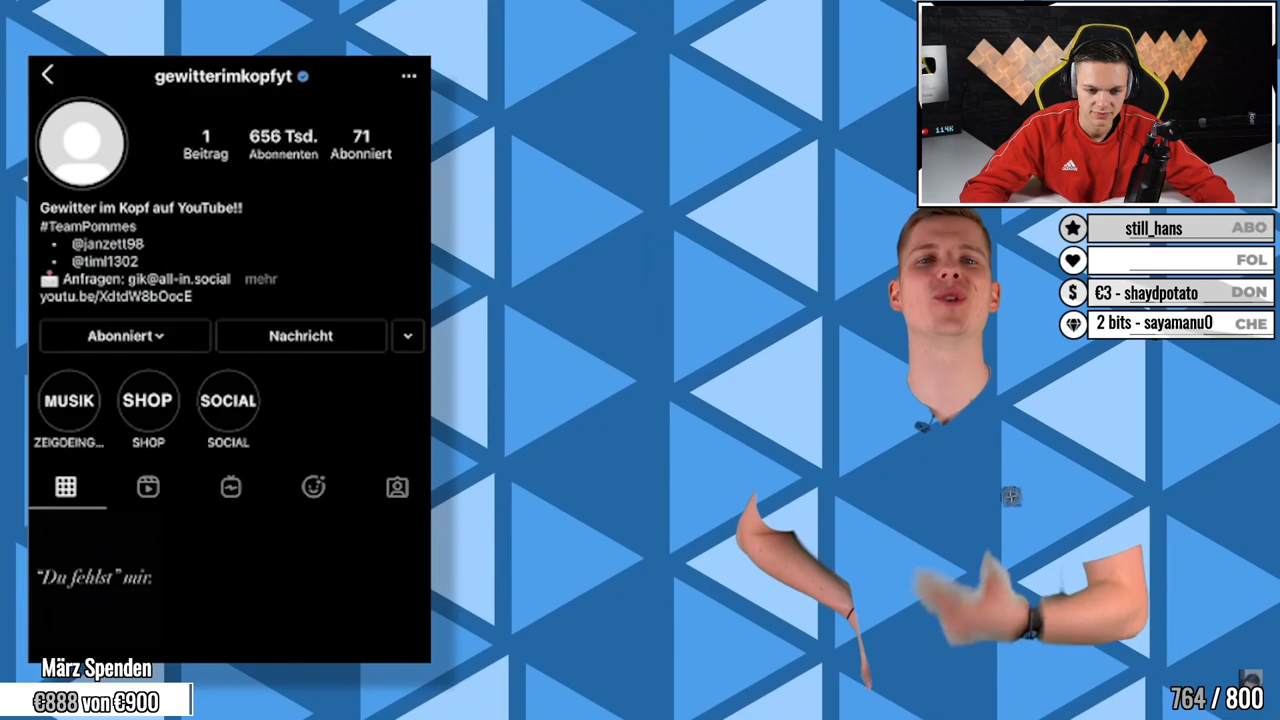 gewitterimkopfyt
1
656 Tsd.
71
Beitrag
Abonnenten
Abonniert
Gewitter im Kopf auf YouTube!!
#TeamPommes
• @janzett98
• @timl1302
Anfragen: gik@all-in.social mehr
youtu.be/XdtdW8bOocE
Abonniert
Nachricht
MUSIK
SHOP
SOCIAL
ZEIGDEING...
SHOP
SOCIAL
“Du fehlst” mir.
März Spenden
€888 von €900
114K
still_hans ABO
FOL
$ €3 - shaydpotato DON
2 bits - sayamanu0 CHE
764 / 800